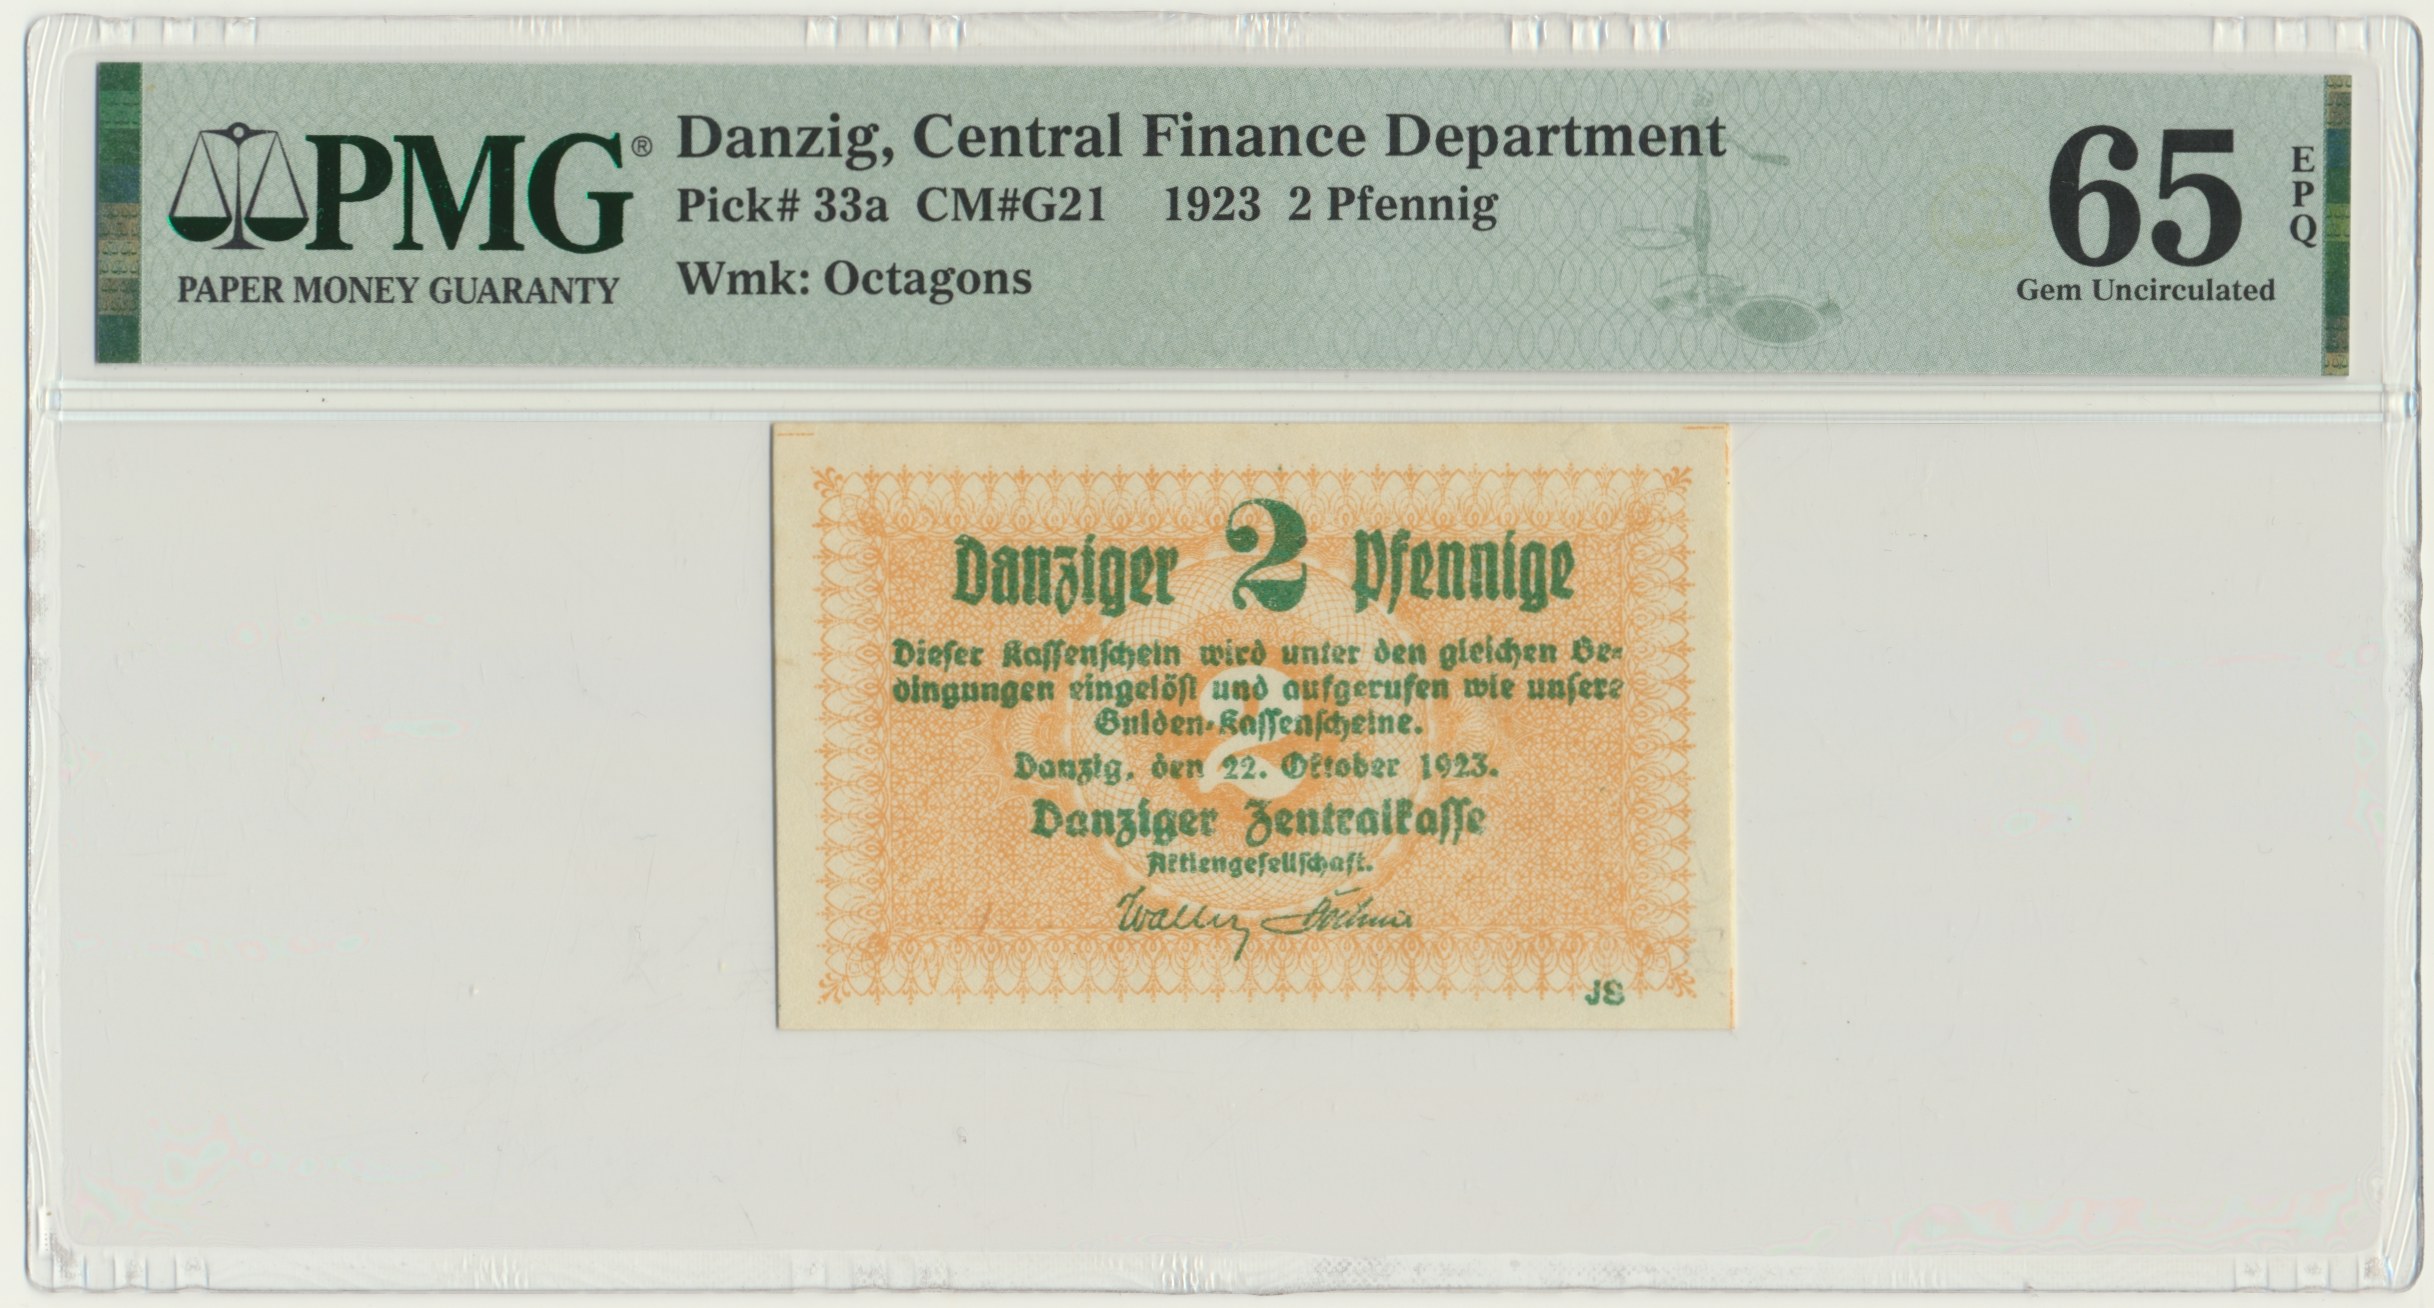 PMG®
PAPER MONEY GUARANTY
Danzig, Central Finance Department
Pick# 33a CM#G21 1923 2 Pfennig
Wmk: Octagons
65
EPQ
Gem Uncirculated
Danziger 2 Pfennige
Dieser Kassenschein wird unter den gleichen Be-
dingungen eingelöst und aufgerufen wie unsere
Gulden-Kassenscheine.
2
Danzig, den 22. Oktober 1923.
Danziger Zentralkasse
Aktiengesellschaft.
JS
PMG